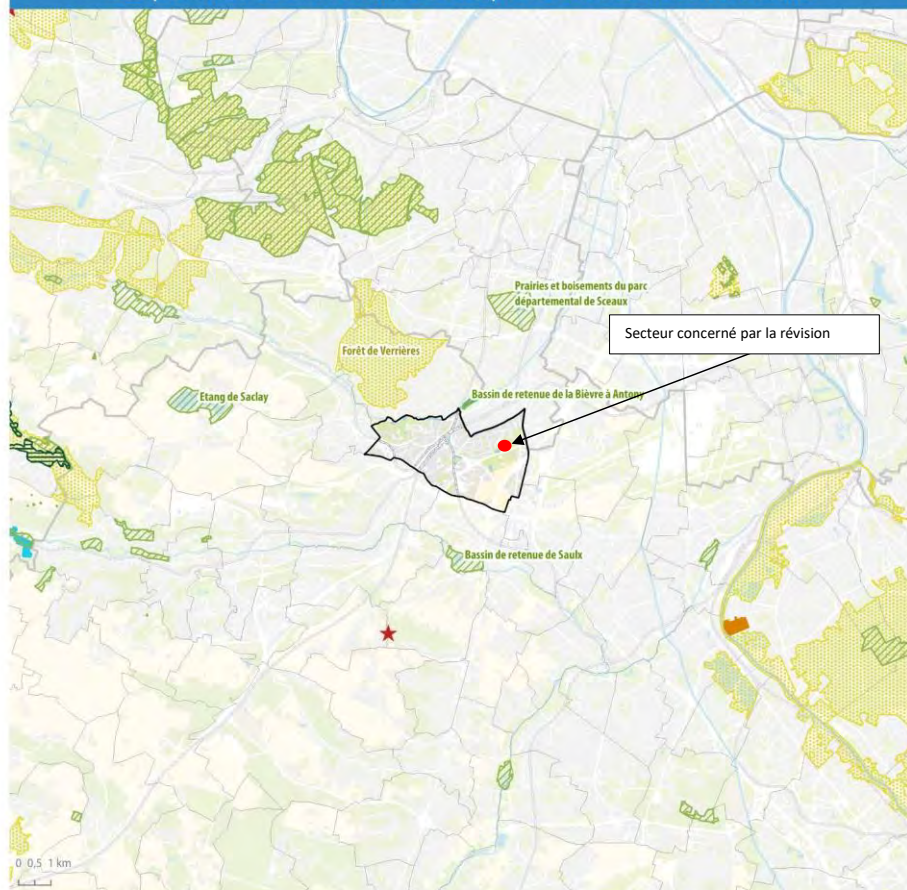 Prairies et boisements du parc
départemental de Sceaux
Secteur concerné par la révision
Forêt de Verrières
Etang de Saclay
Bassin de retenue de la Bièvre à Antony
Bassin de retenue de Saulx
0 0,5 1 km